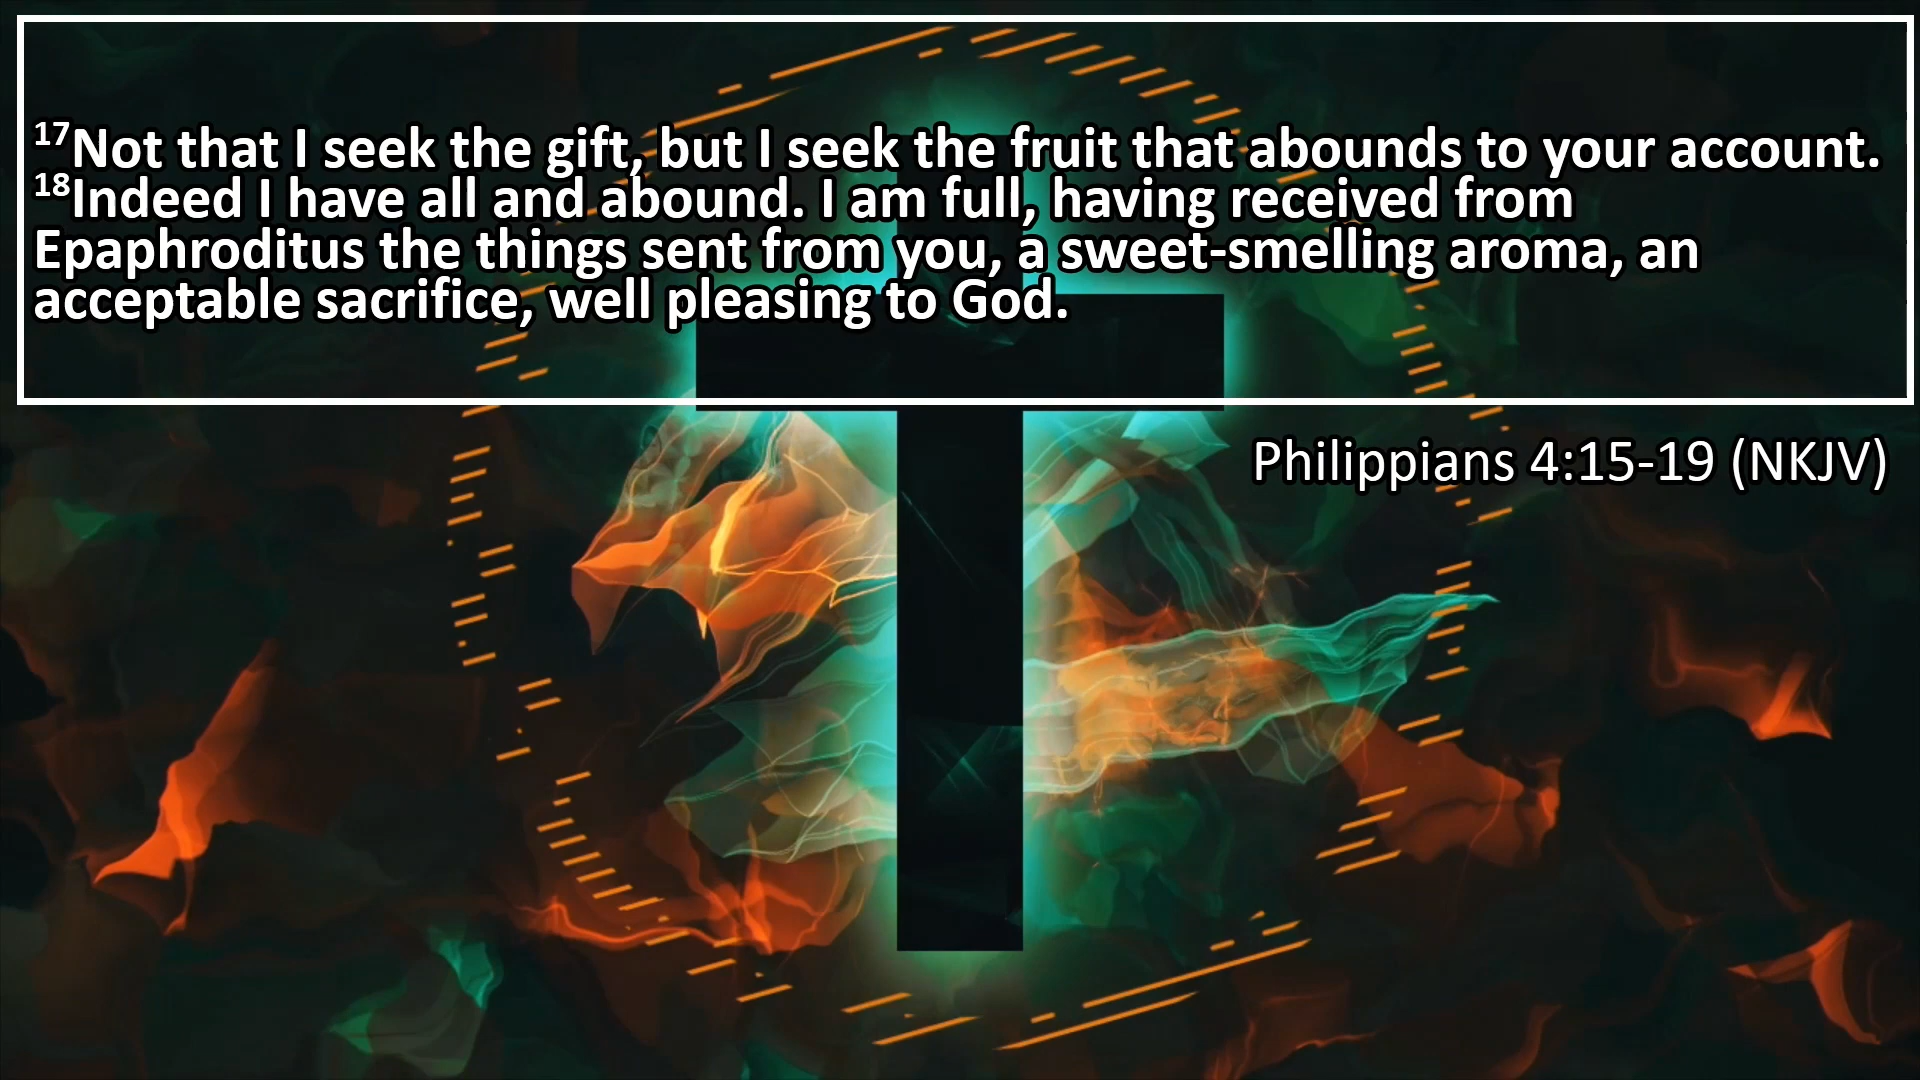 ¹⁷Not that I seek the gift, but I seek the fruit that abounds to your account.
¹⁸Indeed I have all and abound. I am full, having received from
Epaphroditus the things sent from you, a sweet-smelling aroma, an
acceptable sacrifice, well pleasing to God.
Philippians 4:15-19 (NKJV)